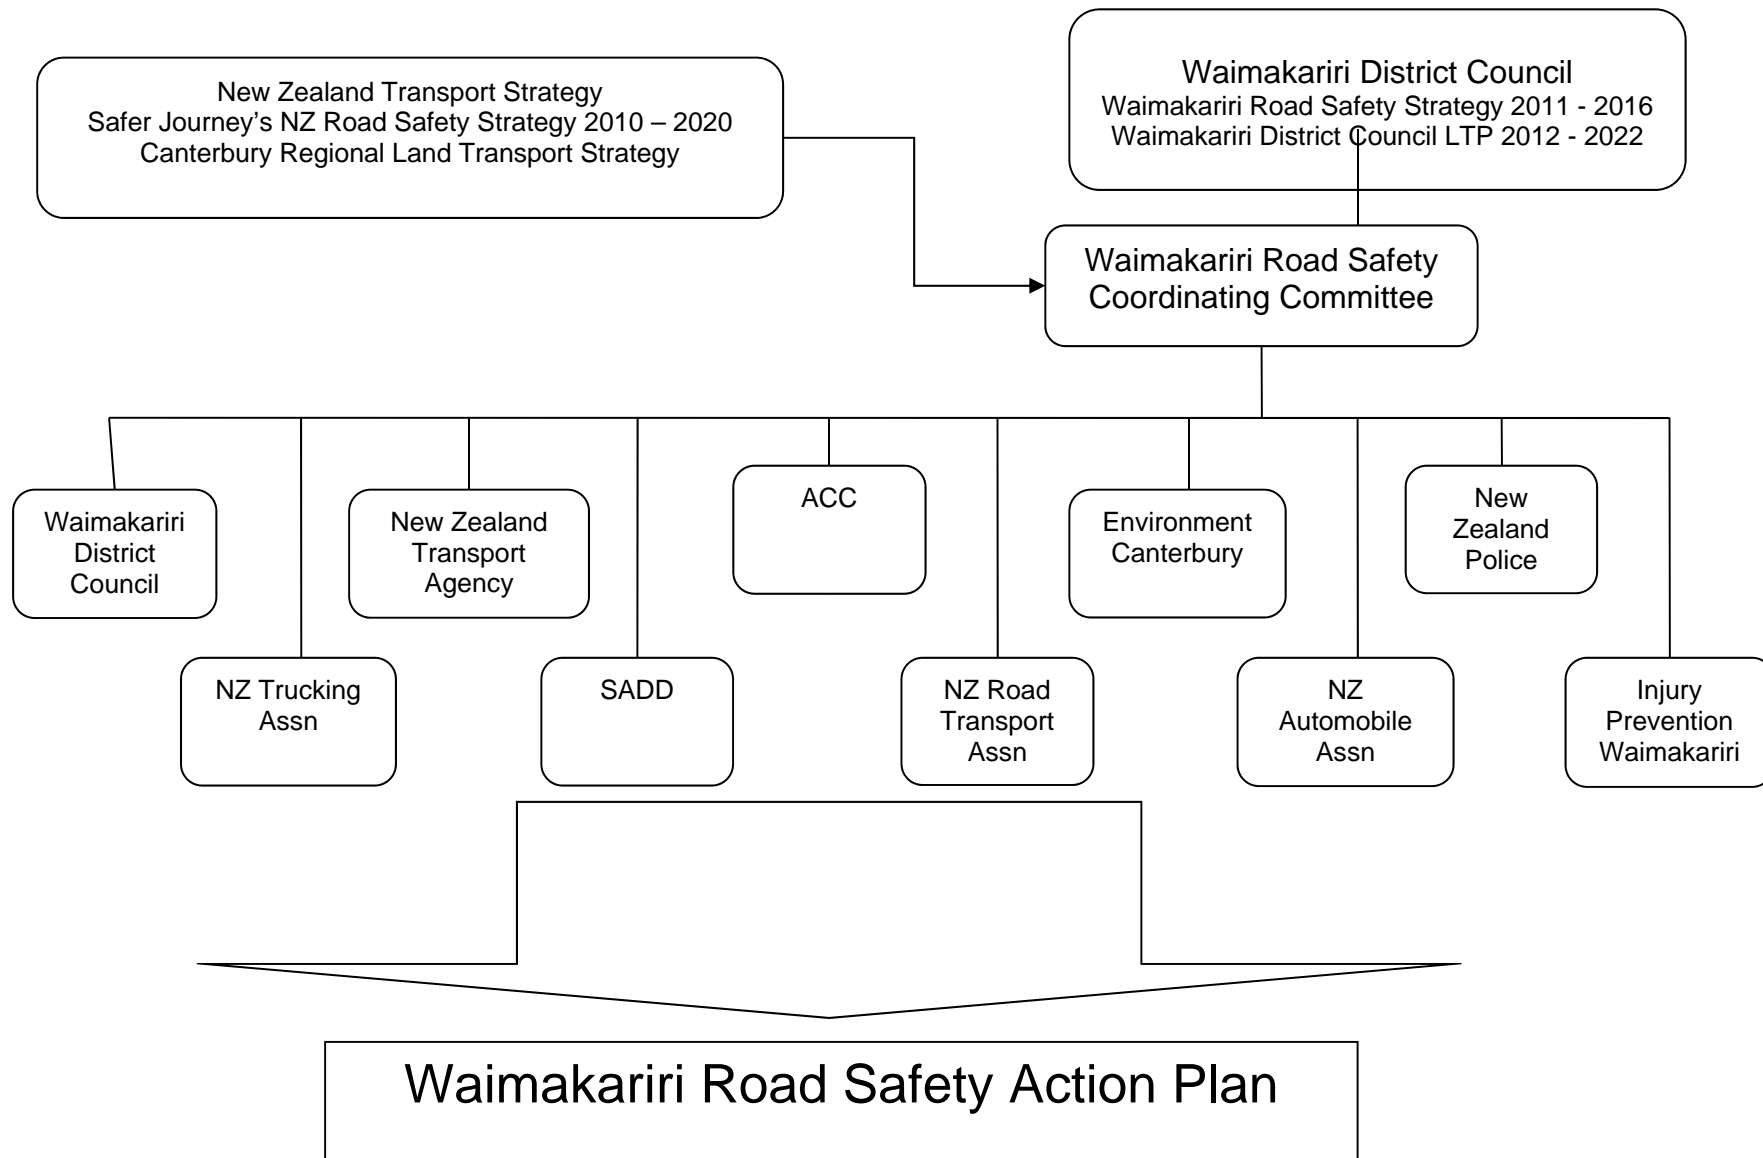 New Zealand Transport Strategy
Safer Journey's NZ Road Safety Strategy 2010 – 2020
Canterbury Regional Land Transport Strategy
Waimakariri District Council
Waimakariri Road Safety Strategy 2011 - 2016
Waimakariri District Council LTP 2012 - 2022
Waimakariri Road Safety
Coordinating Committee
Waimakariri
District
Council
New Zealand
Transport
Agency
ACC
Environment
Canterbury
New
Zealand
Police
NZ Trucking
Assn
SADD
NZ Road
Transport
Assn
NZ
Automobile
Assn
Injury
Prevention
Waimakariri
Waimakariri Road Safety Action Plan